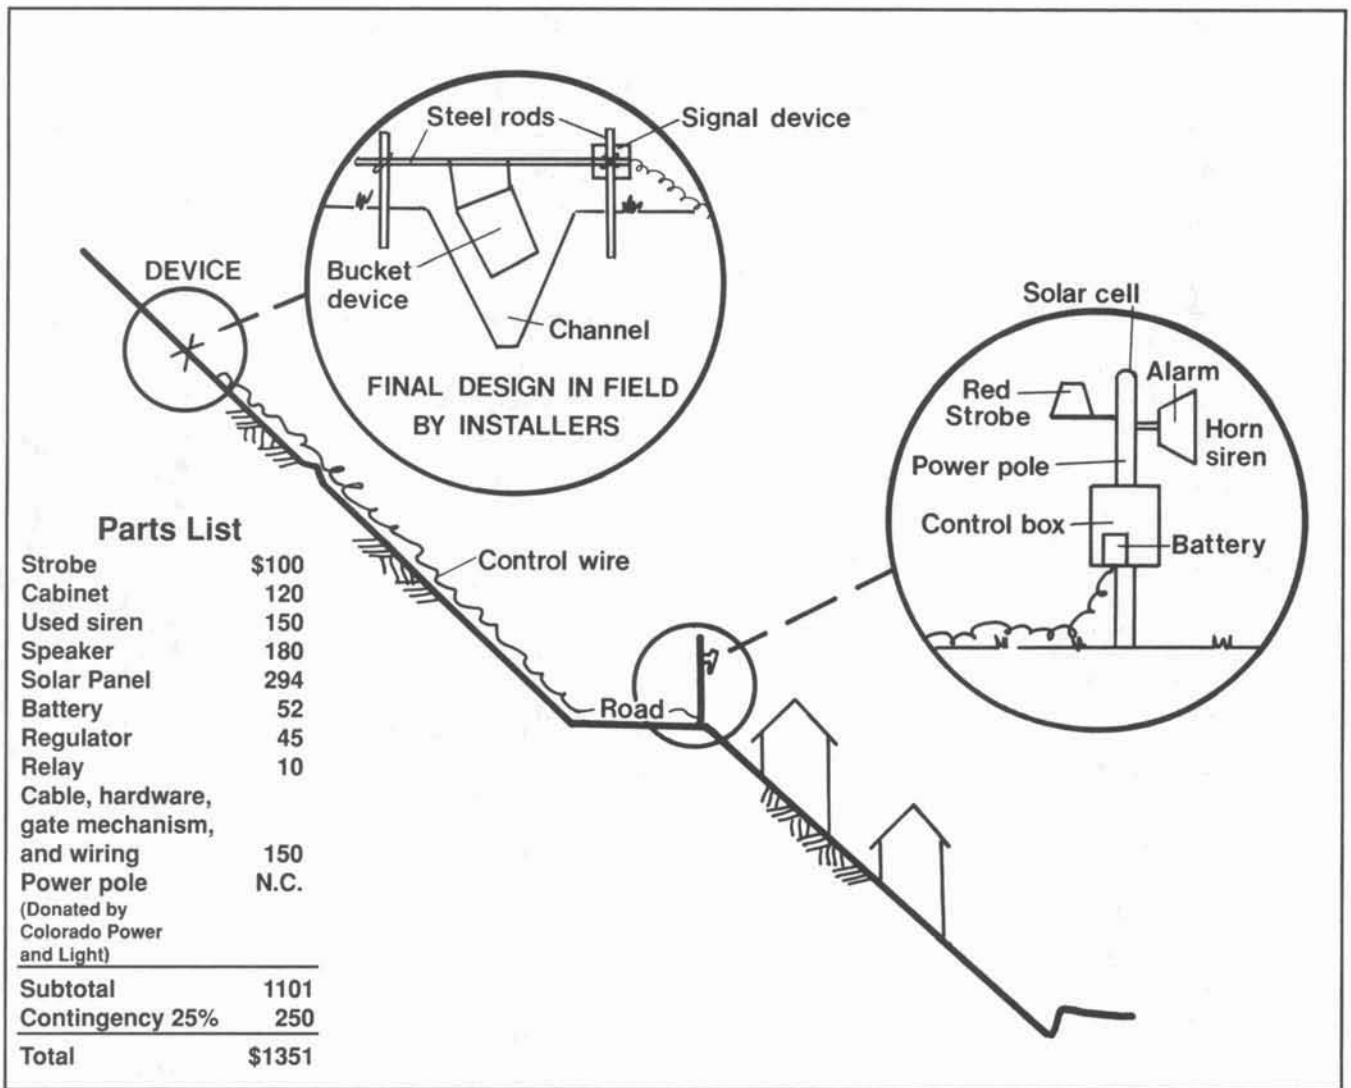 Steel rods
Signal device
DEVICE
Bucket
device
Channel
FINAL DESIGN IN FIELD
BY INSTALLERS
Solar cell
Red
Strobe
Alarm
Horn
siren
Power pole
Control box
Battery
Control wire
Road
Parts List
Strobe $100
Cabinet 120
Used siren 150
Speaker 180
Solar Panel 294
Battery 52
Regulator 45
Relay 10
Cable, hardware,
gate mechanism,
and wiring 150
Power pole N.C.
(Donated by
Colorado Power
and Light)
Subtotal 1101
Contingency 25% 250
Total $1351